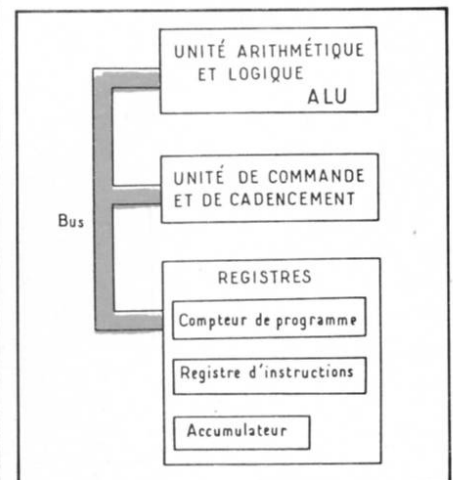 UNITÉ ARITHMÉTIQUE
ET LOGIQUE
ALU
UNITÉ DE COMMANDE
ET DE CADENCEMENT
Bus
REGISTRES
Compteur de programme
Registre d'instructions
Accumulateur